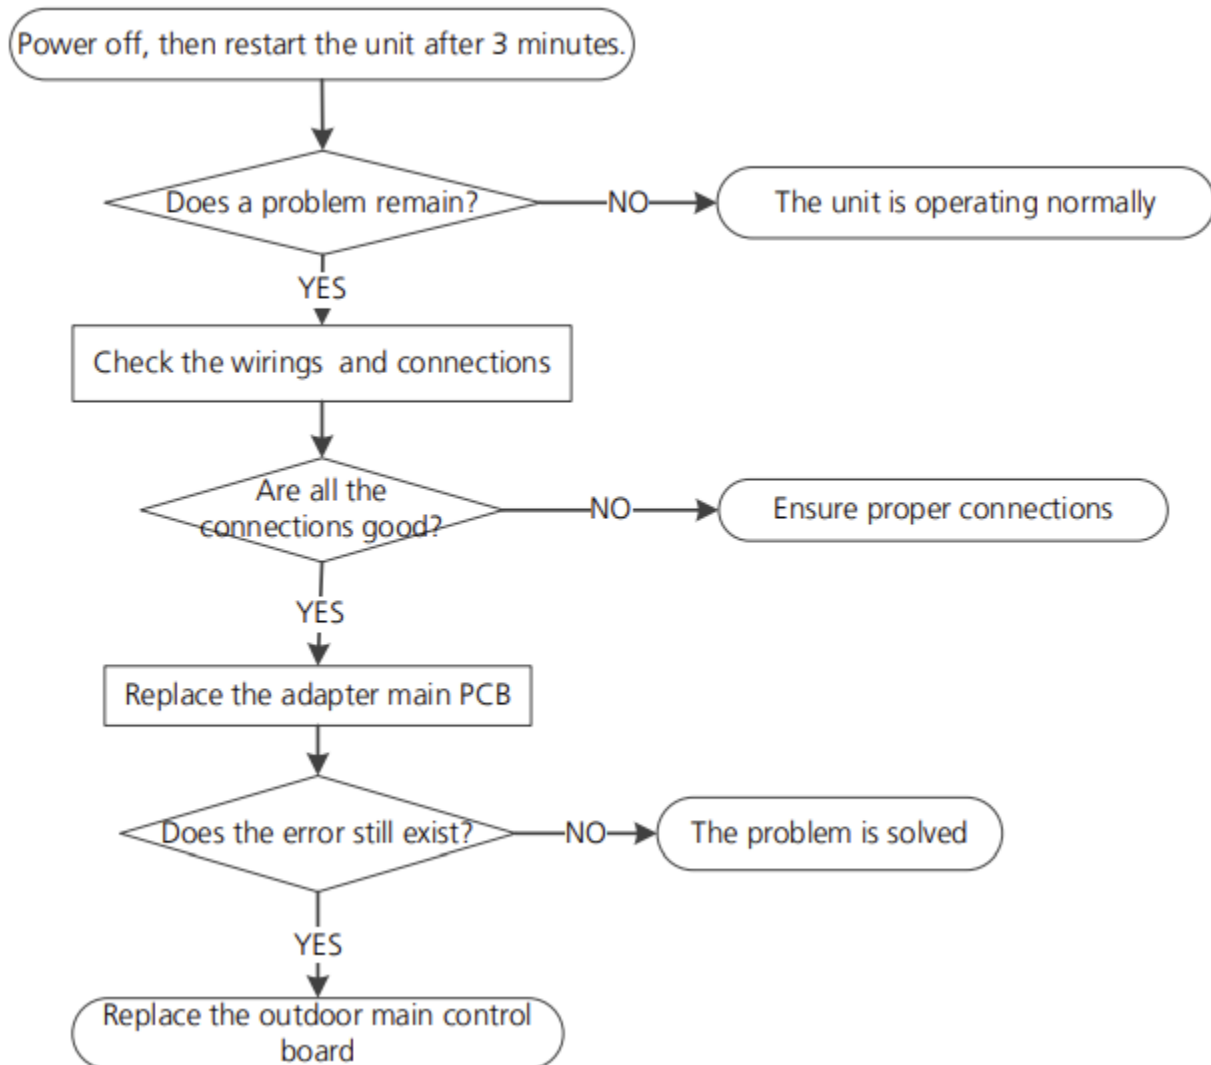 Power off, then restart the unit after 3 minutes.
Does a problem remain?
NO
The unit is operating normally
YES
Check the wirings and connections
Are all the
connections good?
NO
Ensure proper connections
YES
Replace the adapter main PCB
Does the error still exist?
NO
The problem is solved
YES
Replace the outdoor main control
board